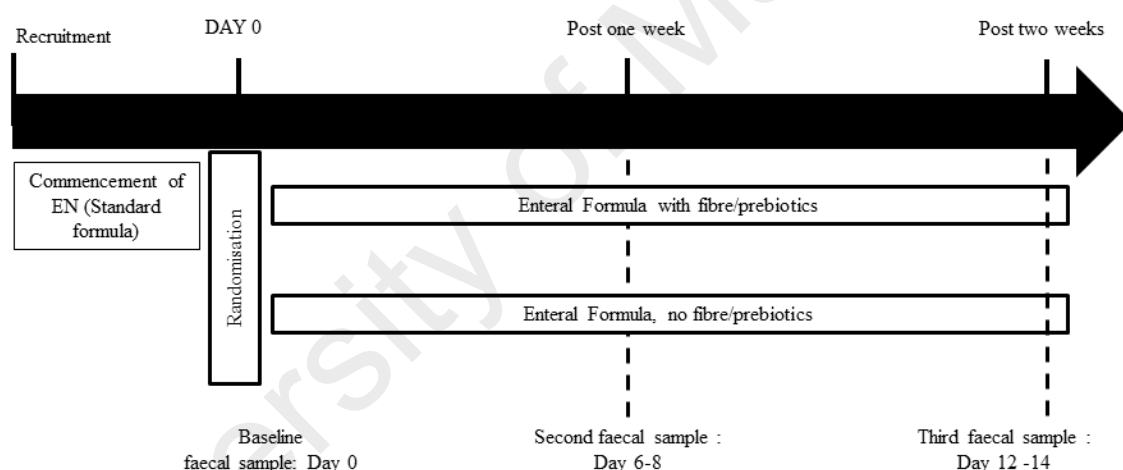 Recruitment
DAY 0
Post one week
Post two weeks
Commencement of
EN (Standard
formula)
Randomisation
Enteral Formula with fibre/prebiotics
Enteral Formula, no fibre/prebiotics
Baseline
faecal sample: Day 0
Second faecal sample :
Day 6-8
Third faecal sample :
Day 12 -14
ersity of M